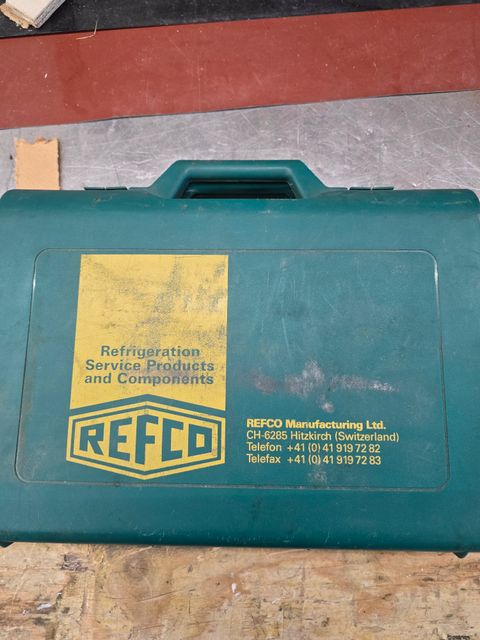 Refrigeration
Service Products
and Components
REFCO
REFCO Manufacturing Ltd.
CH-6285 Hitzkirch (Switzerland)
Telefon +41 (0) 41 919 72 82
Telefax +41 (0) 41 919 72 83